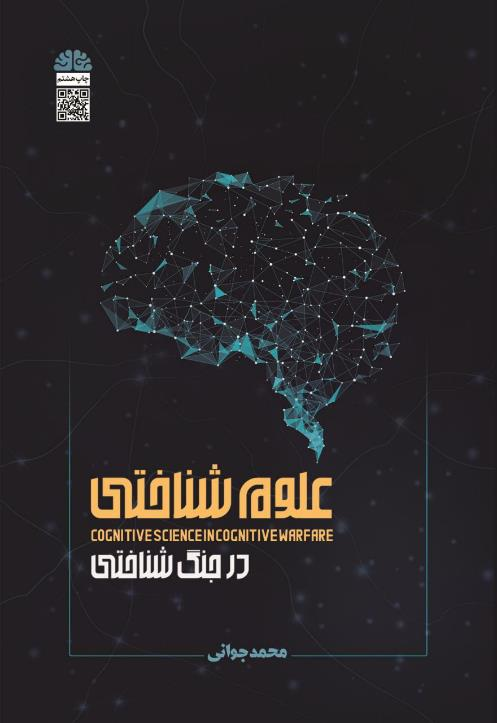 چاپ هشتم
علوم شناختی
COGNITIVE SCIENCE IN COGNITIVE WARFARE
در جنگ شناختی
محمد جوانی